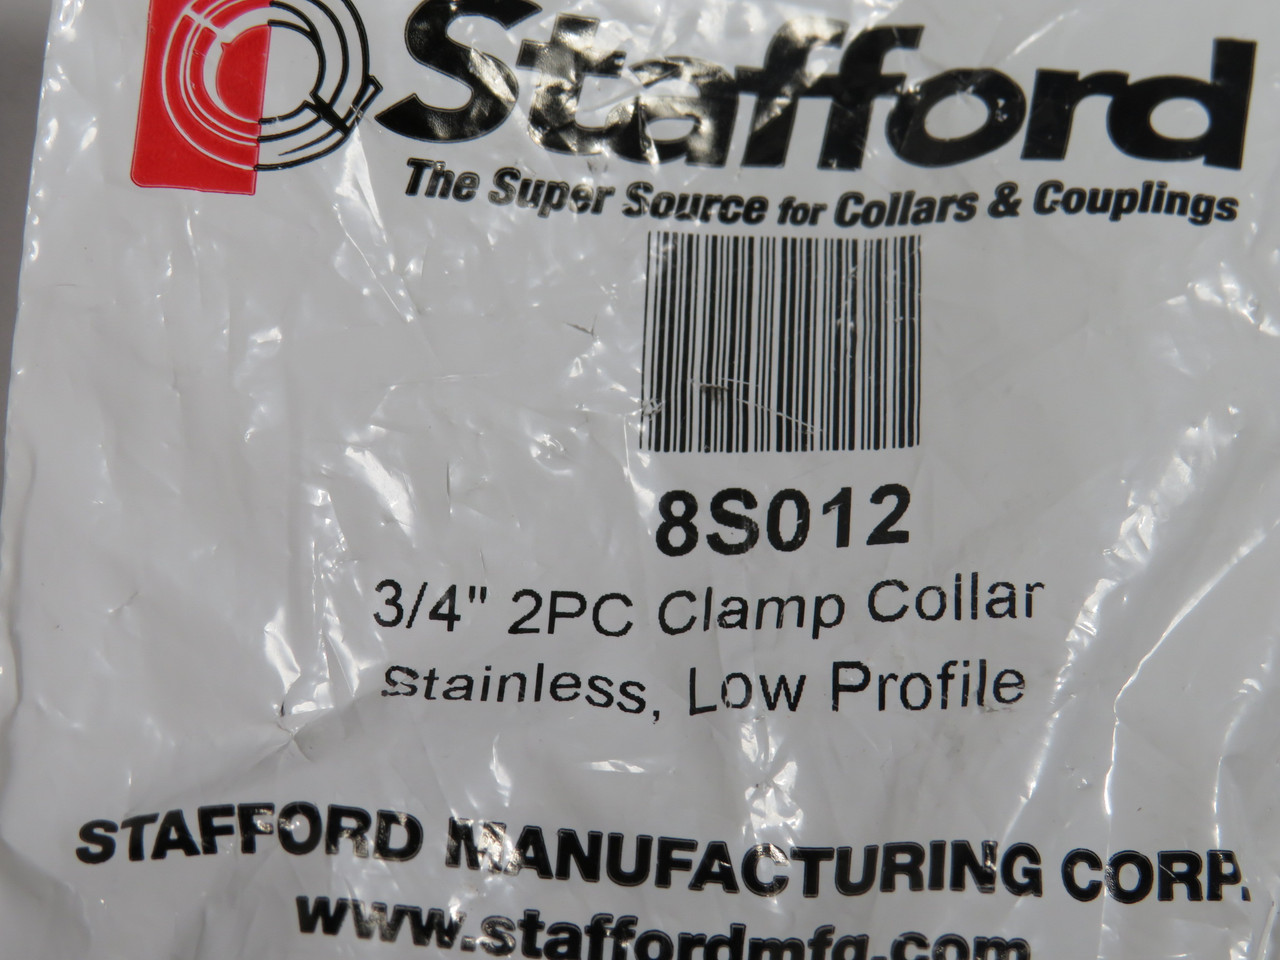 Stafford
The Super Source for Collars & Couplings
8S012
3/4" 2PC Clamp Collar
Stainless, Low Profile
STAFFORD MANUFACTURING CORP.
www.staffordmfg.com